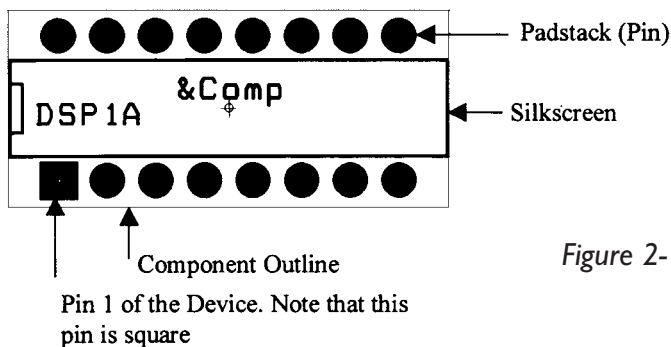 Padstack (Pin)
&Comp
DSP1A
Silkscreen
Component Outline
Figure 2-
Pin 1 of the Device. Note that this
pin is square